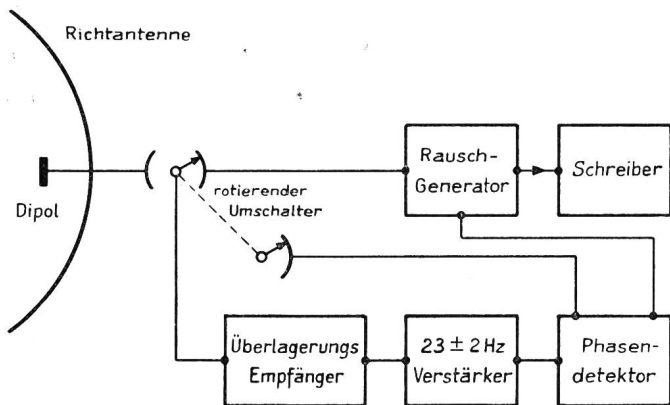 Richtantenne
Dipol
rotierender
Umschalter
Rausch-
Generator
Schreiber
Überlagerungs
Empfänger
23 ± 2 Hz
Verstärker
Phasen-
detektor